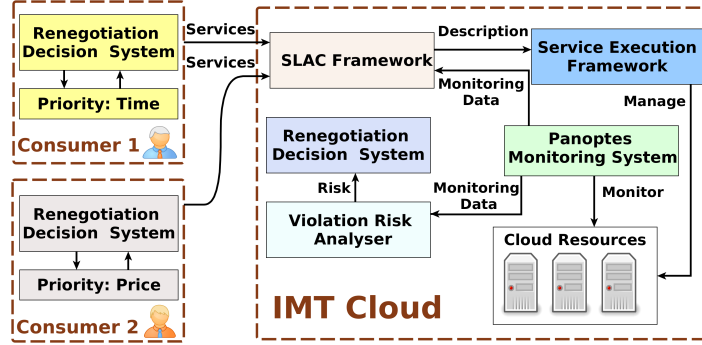 Renegotiation
Decision System
Priority: Time
Consumer 1
Renegotiation
Decision System
Priority: Price
Consumer 2
Services
Services
SLAC Framework
Description
Service Execution
Framework
Monitoring
Data
Manage
Renegotiation
Decision System
Panoptes
Monitoring System
Risk
Monitoring
Data
Monitor
Violation Risk
Analyser
Cloud Resources
IMT Cloud